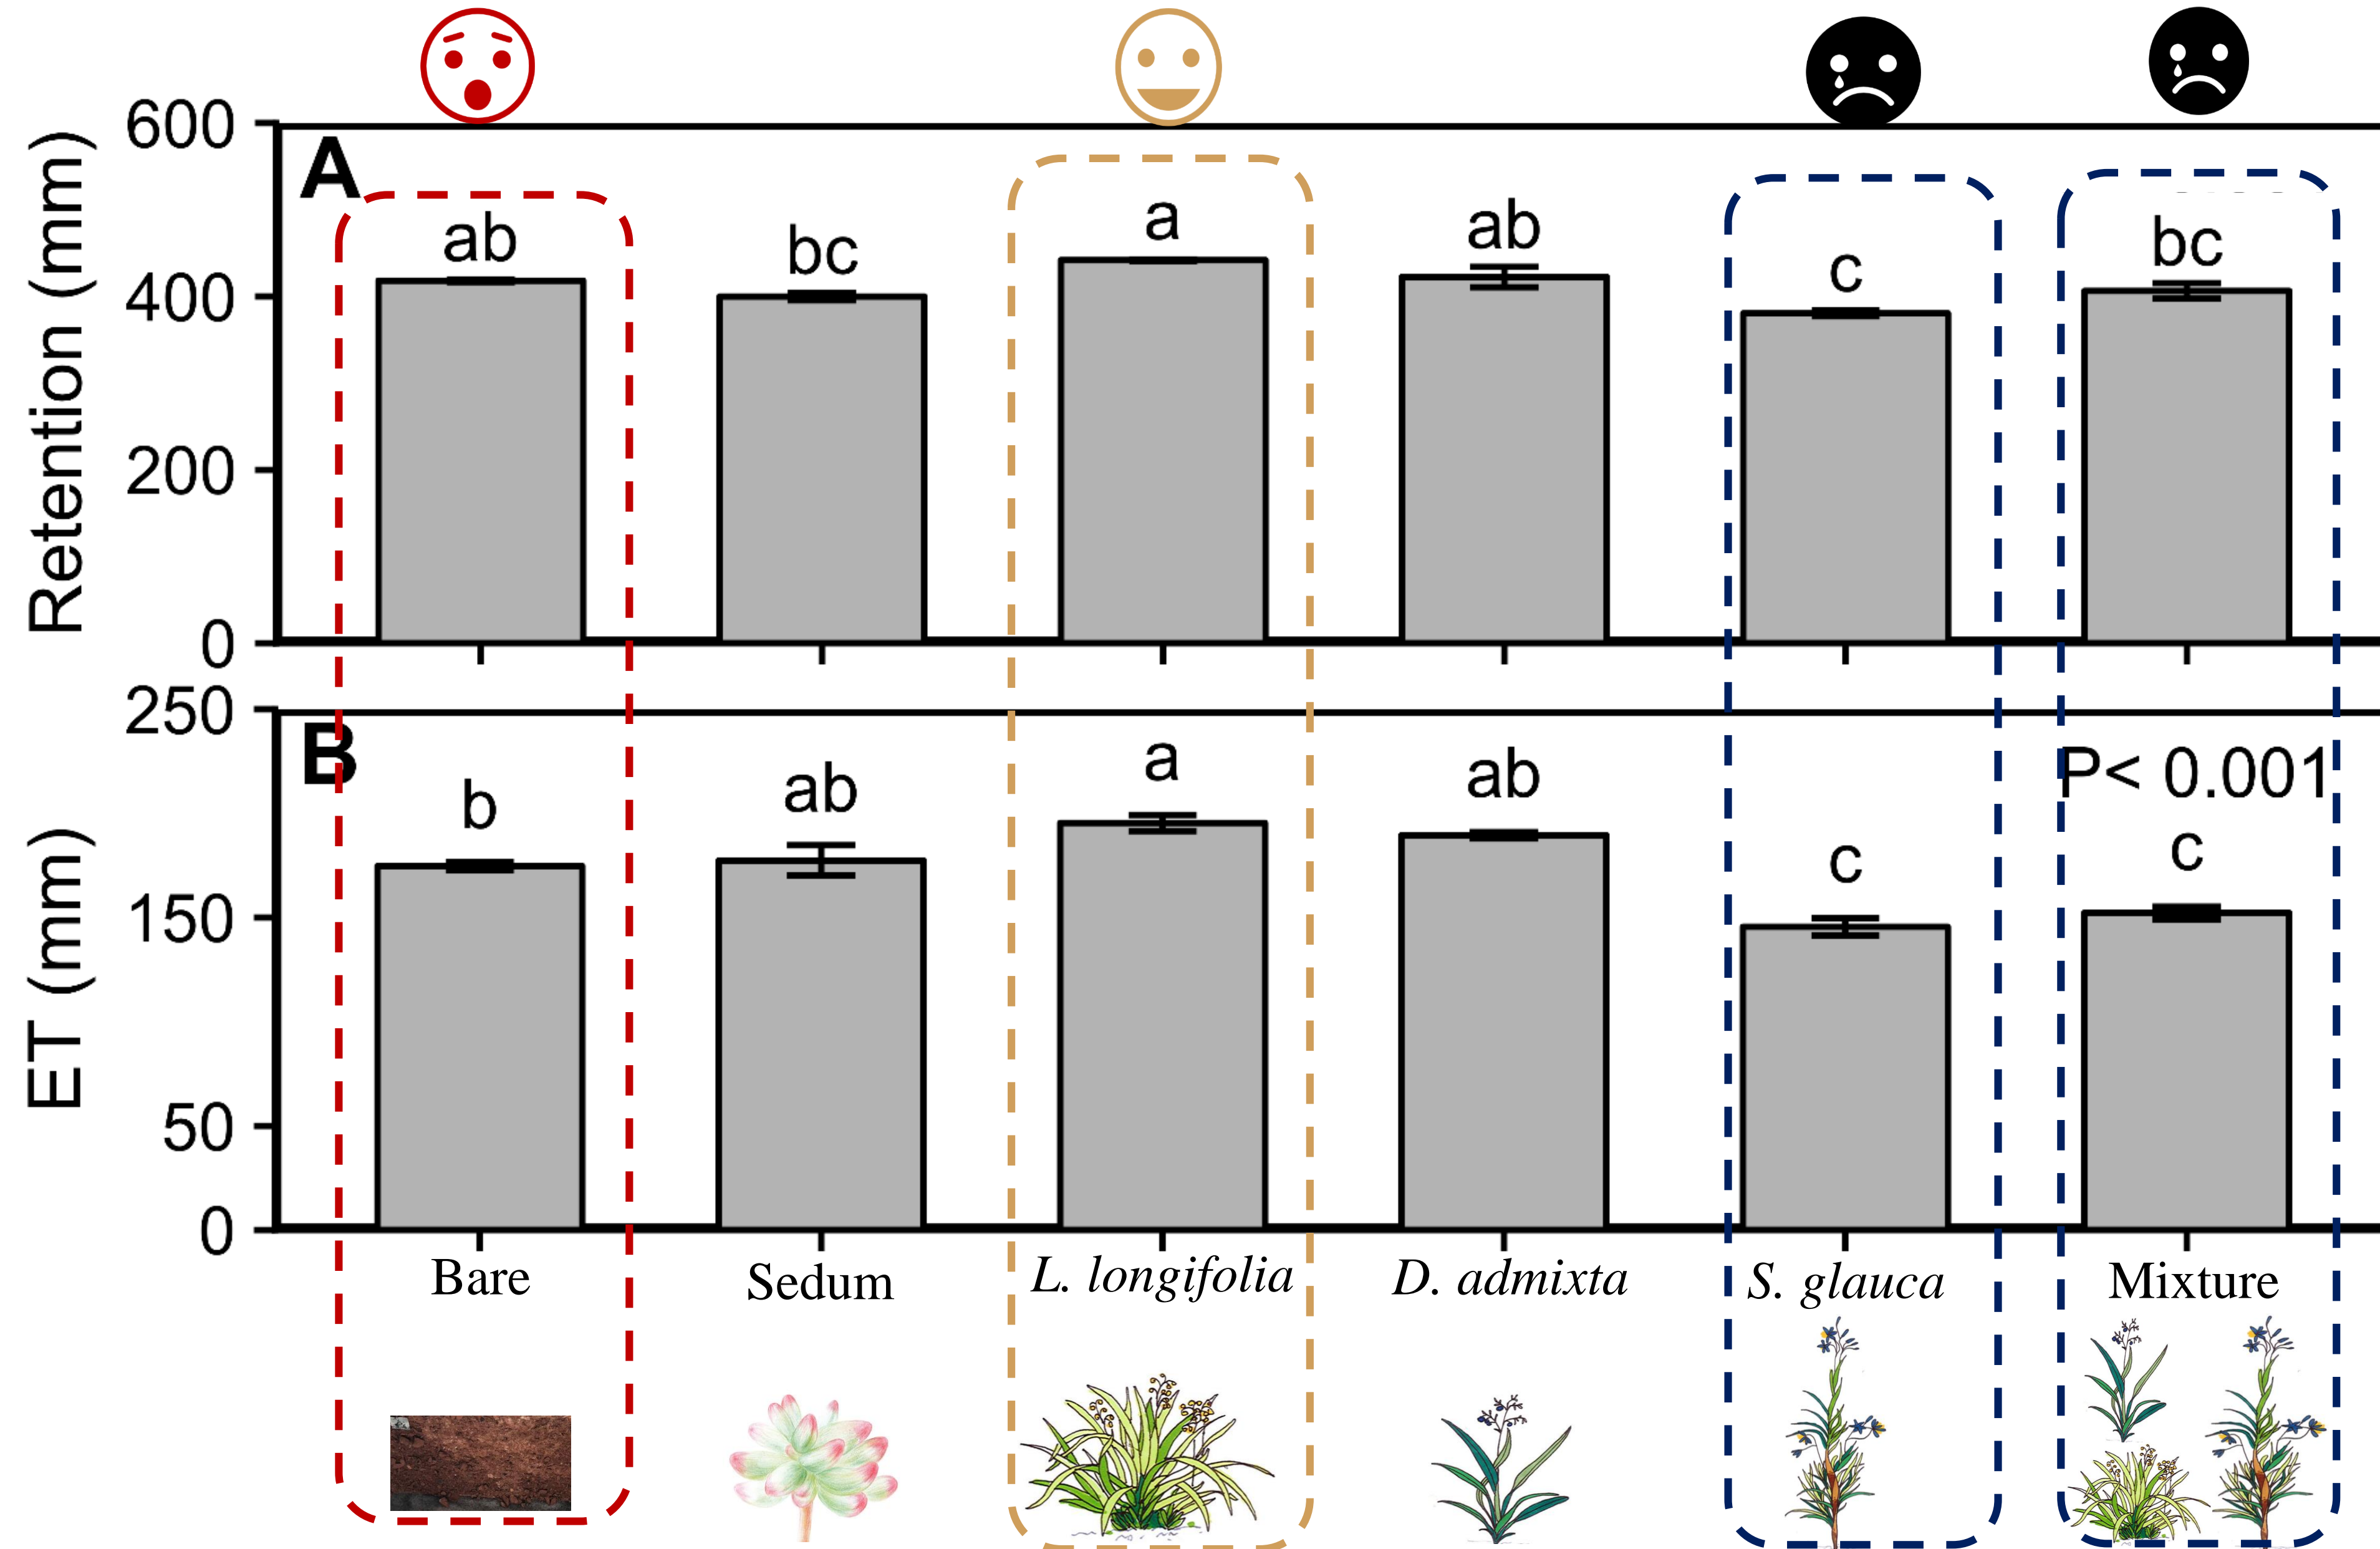 600
A
ab
bc
a
ab
c
bc
400
200
0
Retention (mm)
250
B
P< 0.001
b
ab
a
ab
c
c
150
50
0
ET (mm)
Bare
Sedum
L. longifolia
D. admixta
S. glauca
Mixture